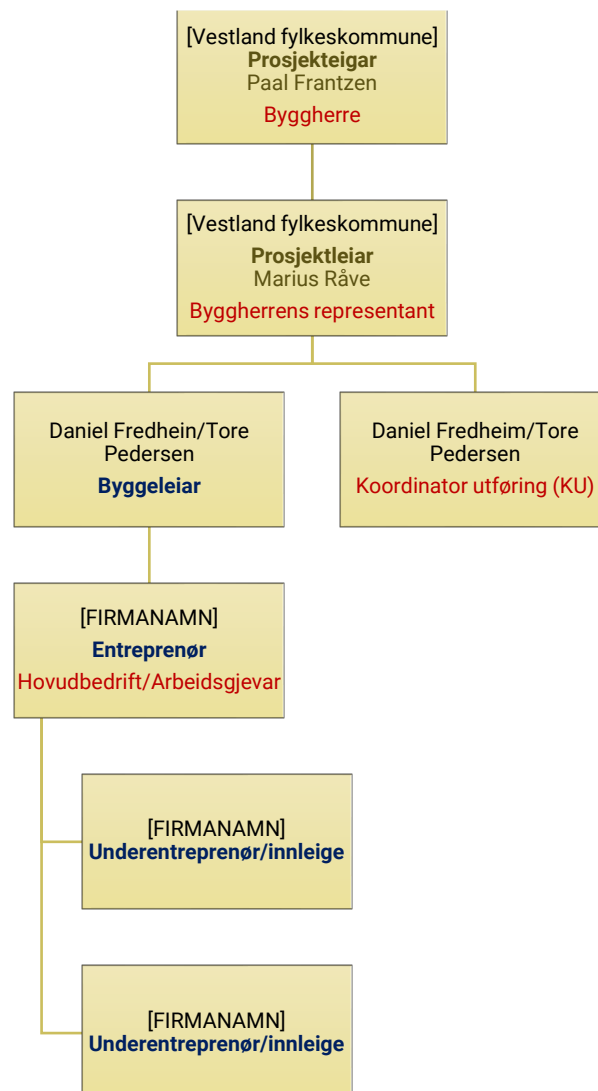 [Vestland fylkeskommune]
Prosjekteigar
Paal Frantzen
Byggherre
[Vestland fylkeskommune]
Prosjektleiar
Marius Råve
Byggherrens representant
Daniel Fredhein/Tore
Pedersen
Byggeleiar
Daniel Fredheim/Tore
Pedersen
Koordinator utføring (KU)
[FIRMANAMN]
Entreprenør
Hovudbedrift/Arbeidsgjevar
[FIRMANAMN]
Underentreprenør/innleige
[FIRMANAMN]
Underentreprenør/innleige